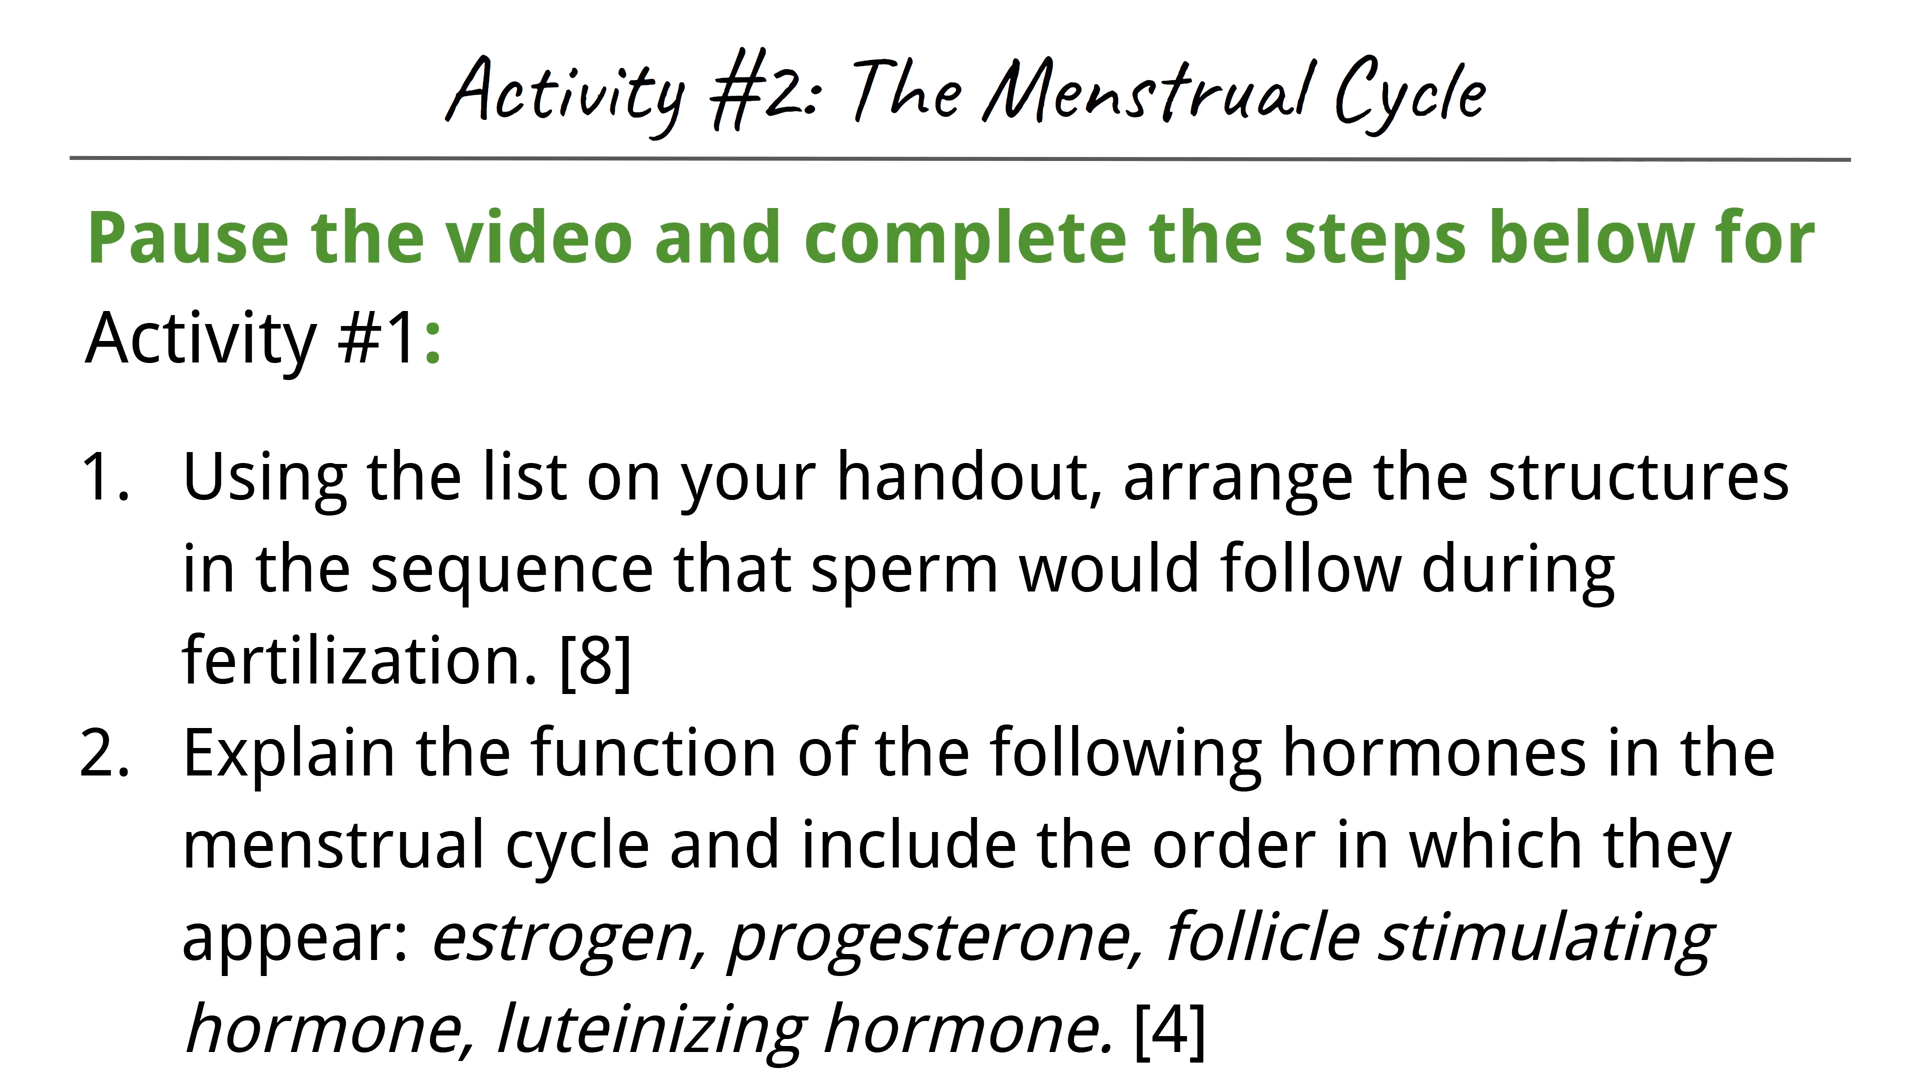 Activity #2: The Menstrual Cycle
Pause the video and complete the steps below for
Activity #1:
1. Using the list on your handout, arrange the structures
in the sequence that sperm would follow during
fertilization. [8]
2. Explain the function of the following hormones in the
menstrual cycle and include the order in which they
appear: estrogen, progesterone, follicle stimulating
hormone, luteinizing hormone. [4]